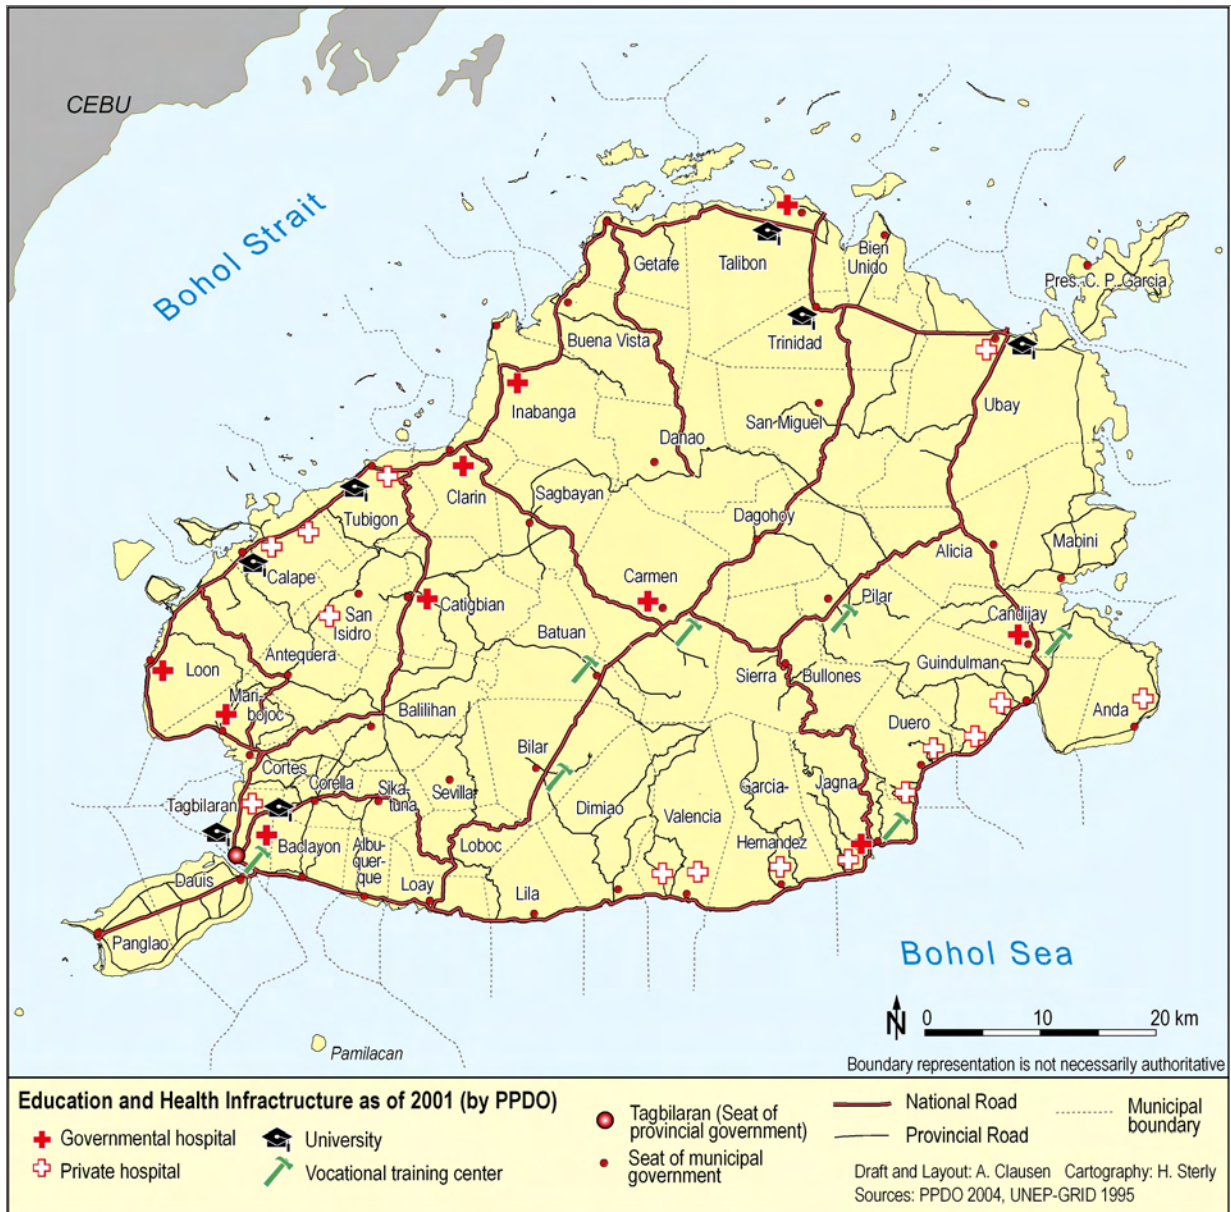 CEBU
Bohol Strait
Getafe
Talibon
Bien
Unido
Pres. C. P. Garcia
Buena Vista
Trinidad
Inabanga
Ubay
San Miguel
Danao
Clarin
Sagbayan
Tubigon
Dagohoy
Alicia
Mabini
Calape
Carmen
Catigbian
San
Isidro
Pilar
Candijay
Batuan
Antequera
Loon
Guindulman
Sierra
Bullones
Mari-
bojoc
Balilihan
Anda
Duero
Bilar
Cortes
Corella
Sika-
tuna
Sevilla
Garcia-
Hernandez
Jagna
Tagbilaran
Dimiao
Valencia
Baclayon
Albu-
quer-
que
Loboc
Dauis
Loay
Lila
Panglao
Bohol Sea
N
0 10 20 km
Pamilacan
Boundary representation is not necessarily authoritative
Education and Health Infractructure as of 2001 (by PPDO)
Governmental hospital
Private hospital
University
Vocational training center
Tagbilaran (Seat of
provincial government)
Seat of municipal
government
National Road
Provincial Road
Municipal
boundary
Draft and Layout: A. Clausen Cartography: H. Sterly
Sources: PPDO 2004, UNEP-GRID 1995